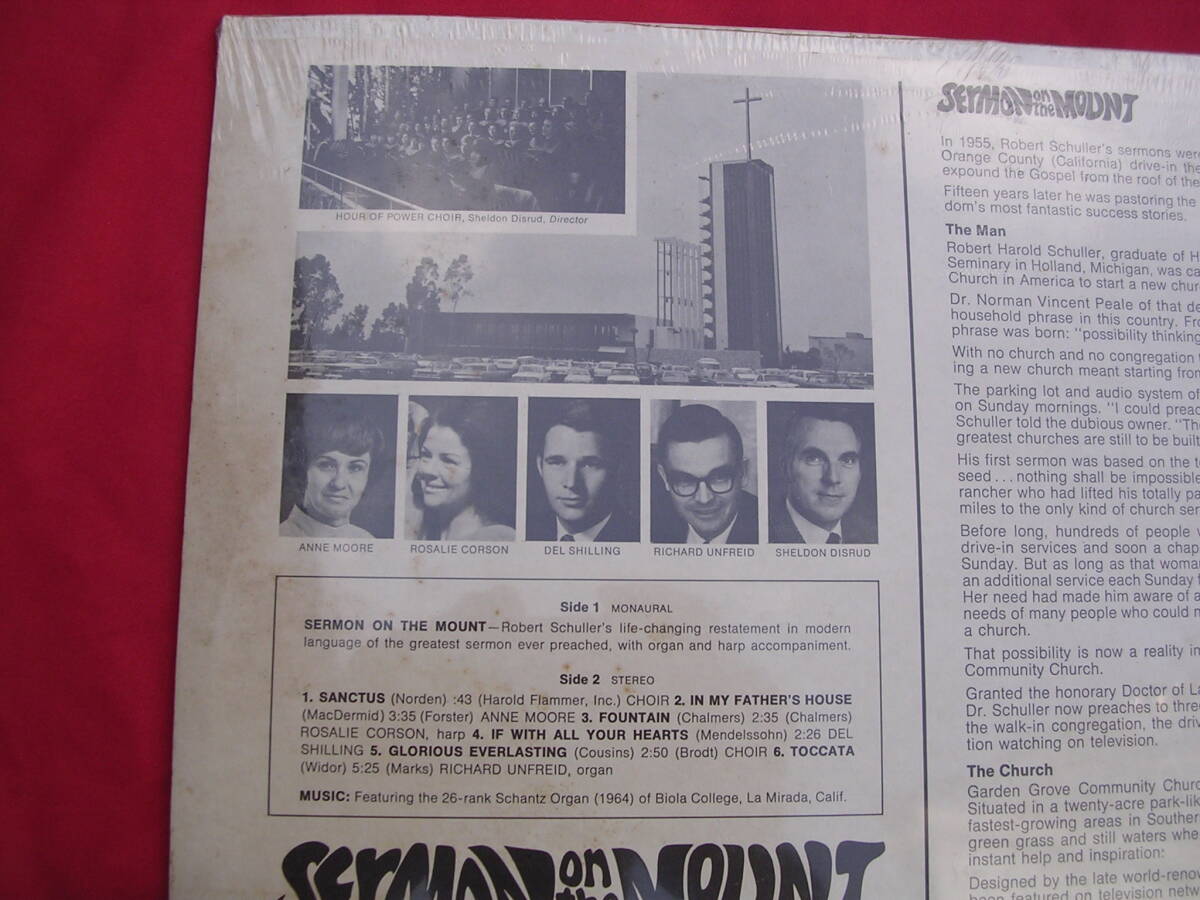 HOUR OF POWER CHOIR, Sheldon Disrud, Director
ANNE MOORE
ROSALIE CORSON
DEL SHILLING
RICHARD UNFREID
SHELDON DISRUD
Side 1 MONAURAL
SERMON ON THE MOUNT—Robert Schuller's life-changing restatement in modern
language of the greatest sermon ever preached, with organ and harp accompaniment.
Side 2 STEREO
1. SANCTUS (Norden) :43 (Harold Flammer, Inc.) CHOIR 2. IN MY FATHER'S HOUSE
(MacDermid) 3:35 (Forster) ANNE MOORE 3. FOUNTAIN (Chalmers) 2:35 (Chalmers)
ROSALIE CORSON, harp 4. IF WITH ALL YOUR HEARTS (Mendelssohn) 2:26 DEL
SHILLING 5. GLORIOUS EVERLASTING (Cousins) 2:50 (Brodt) CHOIR 6. TOCCATA
(Widor) 5:25 (Marks) RICHARD UNFREID, organ
MUSIC: Featuring the 26-rank Schantz Organ (1964) of Biola College, La Mirada, Calif.
SERMON on the MOUNT
SERMON on the MOUNT
In 1955, Robert Schuller's sermons were
Orange County (California) drive-in the
expound the Gospel from the roof of the
Fifteen years later he was pastoring the
dom's most fantastic success stories.
The Man
Robert Harold Schuller, graduate of H
Seminary in Holland, Michigan, was ca
Church in America to start a new churc
Dr. Norman Vincent Peale of that de
household phrase in this country. Fro
phrase was born: "possibility thinking
With no church and no congregation
ing a new church meant starting from
The parking lot and audio system of
on Sunday mornings. "I could preac
Schuller told the dubious owner. "The
greatest churches are still to be built
His first sermon was based on the te
seed...nothing shall be impossible
rancher who had lifted his totally p
miles to the only kind of church ser
Before long, hundreds of people w
drive-in services and soon a chap
Sunday. But as long as that woma
an additional service each Sunday
Her need had made him aware of a
needs of many people who could n
a church.
That possibility is now a reality in
Community Church.
Granted the honorary Doctor of La
Dr. Schuller now preaches to three
the walk-in congregation, the driv
tion watching on television.
The Church
Garden Grove Community Churc
Situated in a twenty-acre park-lik
fastest-growing areas in Southern
green grass and still waters whe
instant help and inspiration:
Designed by the late world-reno
been featured on television netw